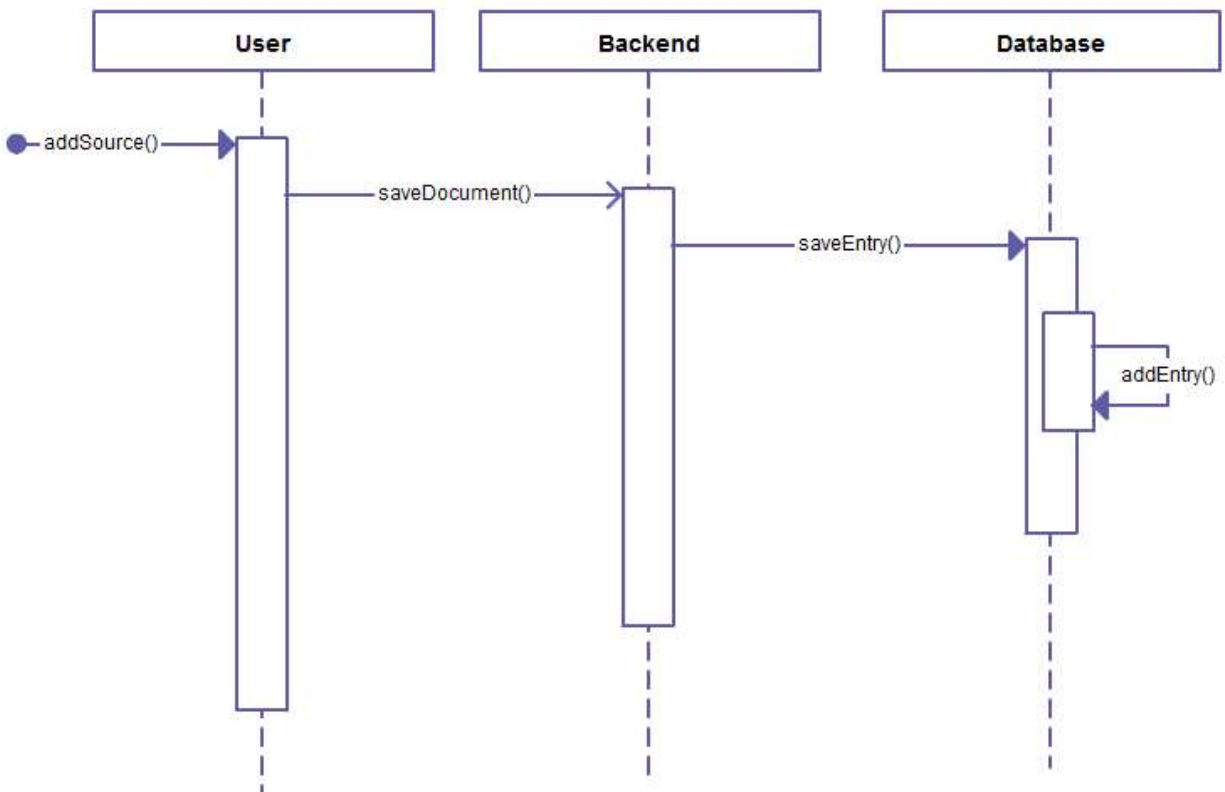 User
Backend
Database
addSource()
saveDocument()
saveEntry()
addEntry()